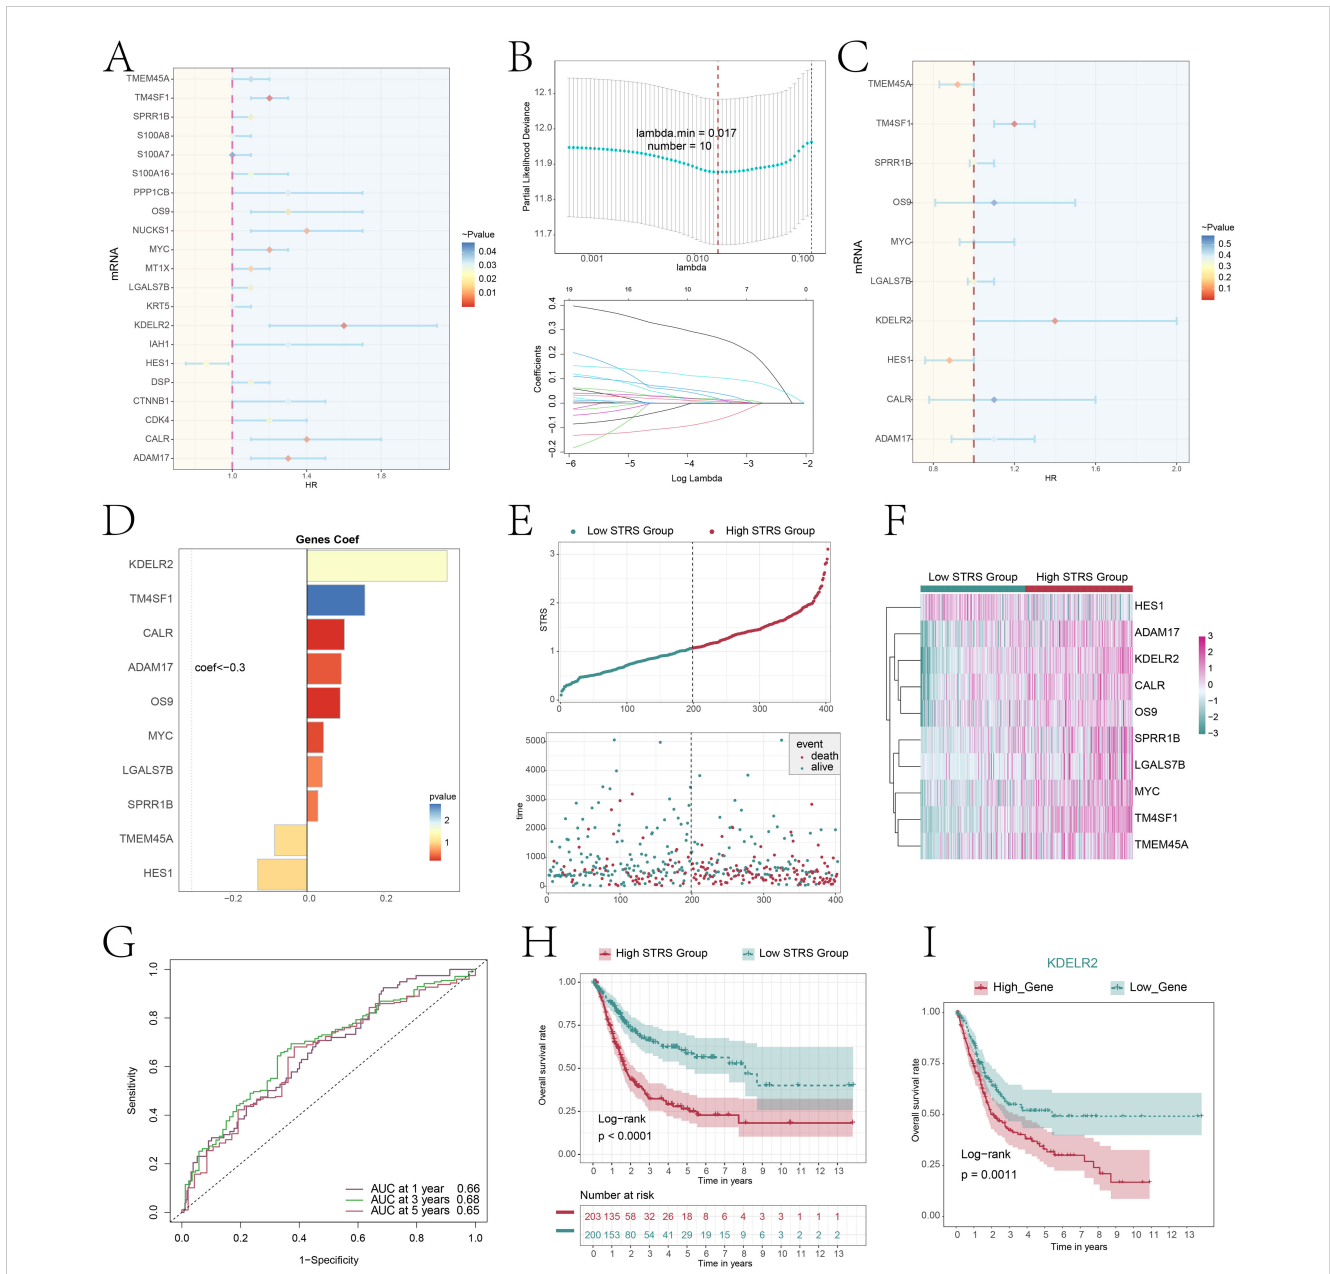 A
TMEM45A
TM4SF1
SPRR1B
S100A8
S100A7
S100A16
PPP1CB
OS9
NUCKS1
MYC
MT1X
LGALS7B
KRT5
KDELR2
IAH1
HES1
DSP
CTNNB1
CDK4
CALR
ADAM17
mRNA
1.0 1.4 1.8
HR
~Pvalue
0.04
0.03
0.02
0.01
B
12.1
12.0
11.9
11.8
11.7
Partial Likelihood Deviance
lambda.min = 0.017
number = 10
0.001 0.010 0.100
lambda
19 16 10 7 0
0.4
0.3
0.2
0.1
0.0
−0.1
−0.2
Coefficients
−6 −5 −4 −3 −2
Log Lambda
C
TMEM45A
TM4SF1
SPRR1B
OS9
MYC
LGALS7B
KDELR2
HES1
CALR
ADAM17
mRNA
0.8 1.2 1.6 2.0
HR
~Pvalue
0.5
0.4
0.3
0.2
0.1
D
Genes Coef
KDELR2
TM4SF1
CALR
ADAM17
OS9
MYC
LGALS7B
SPRR1B
TMEM45A
HES1
coef<−0.3
pvalue
2
1
−0.2 0.0 0.2
E
Low STRS Group High STRS Group
3
2
1
0
STRS
0 100 200 300 400
event
death
alive
5000
4000
3000
2000
1000
0
time
0 100 200 300 400
F
Low STRS Group High STRS Group
HES1
ADAM17
KDELR2
CALR
OS9
SPRR1B
LGALS7B
MYC
TM4SF1
TMEM45A
3
2
1
0
−1
−2
−3
G
1.0
0.8
0.6
0.4
0.2
0.0
Sensitivity
AUC at 1 year 0.66
AUC at 3 years 0.68
AUC at 5 years 0.65
0.0 0.2 0.4 0.6 0.8 1.0
1−Specificity
H
High STRS Group Low STRS Group
1.00
0.75
0.50
0.25
0.00
Overall survival rate
Log−rank
p < 0.0001
0 1 2 3 4 5 6 7 8 9 10 11 12 13
Time in years
Number at risk
203 135 58 32 26 18 8 6 4 3 3 1 1 1
200 153 80 54 41 29 19 15 9 6 3 2 2 2
0 1 2 3 4 5 6 7 8 9 10 11 12 13
Time in years
I
KDELR2
High_Gene Low_Gene
1.00
0.75
0.50
0.25
0.00
Overall survival rate
Log−rank
p = 0.0011
0 1 2 3 4 5 6 7 8 9 10 11 12 13
Time in years